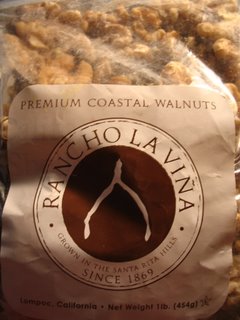 PREMIUM COASTAL WALNUTS
RANCHO LA VIÑA
• GROWN IN THE SANTA RITA HILLS •
SINCE 1869
Lompoc, California • Net Weight 1lb. (454g)